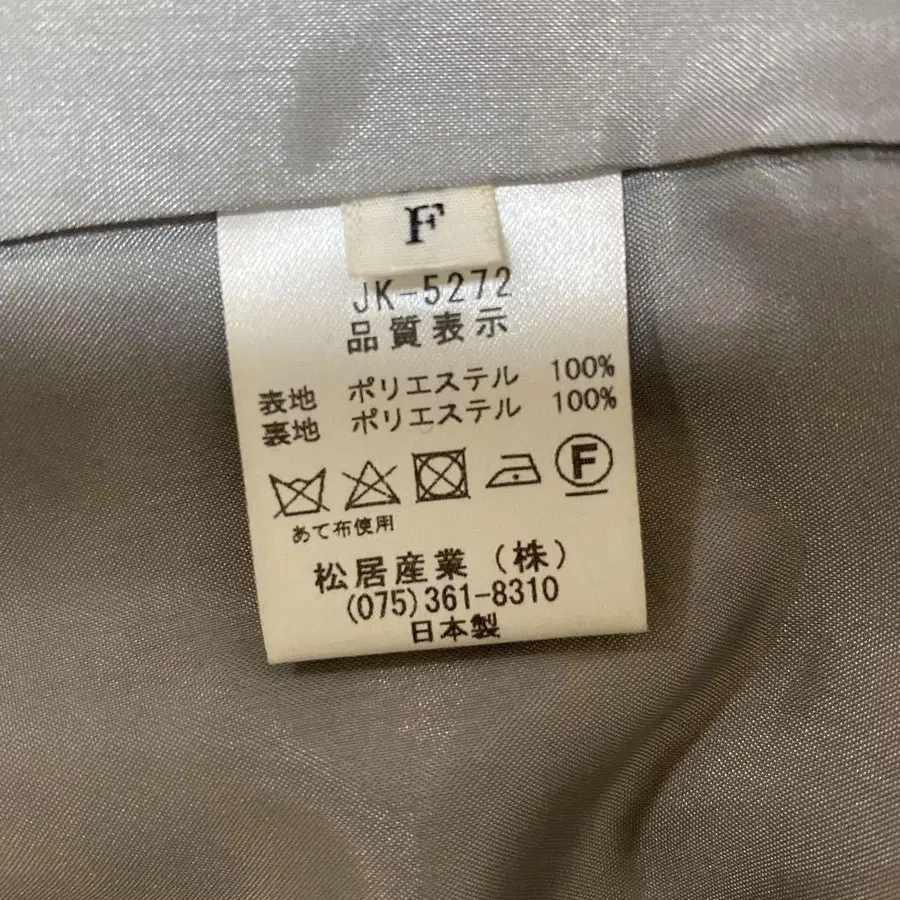 F
JK-5272
品質表示
表地 ポリエステル 100%
裏地 ポリエステル 100%
F
あて布使用
松居産業(株)
(075)361-8310
日本製